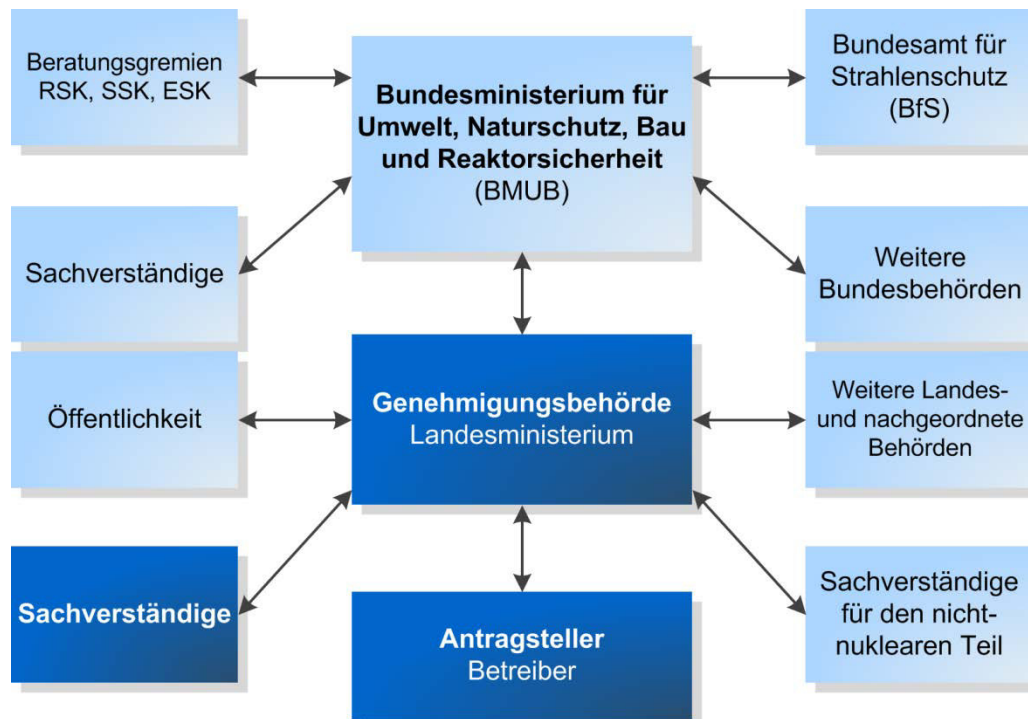 Beratungsgremien
RSK, SSK, ESK
Bundesministerium für
Umwelt, Naturschutz, Bau
und Reaktorsicherheit
(BMUB)
Bundesamt für
Strahlenschutz
(BfS)
Sachverständige
Weitere
Bundesbehörden
Öffentlichkeit
Genehmigungsbehörde
Landesministerium
Weitere Landes-
und nachgeordnete
Behörden
Sachverständige
Antragsteller
Betreiber
Sachverständige
für den nicht-
nuklearen Teil